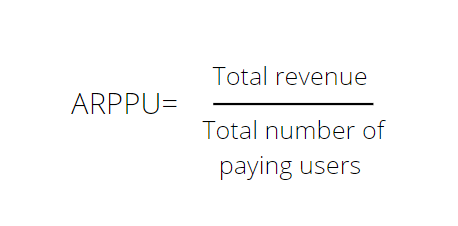 ARPPU=
Total revenue
Total number of
paying users